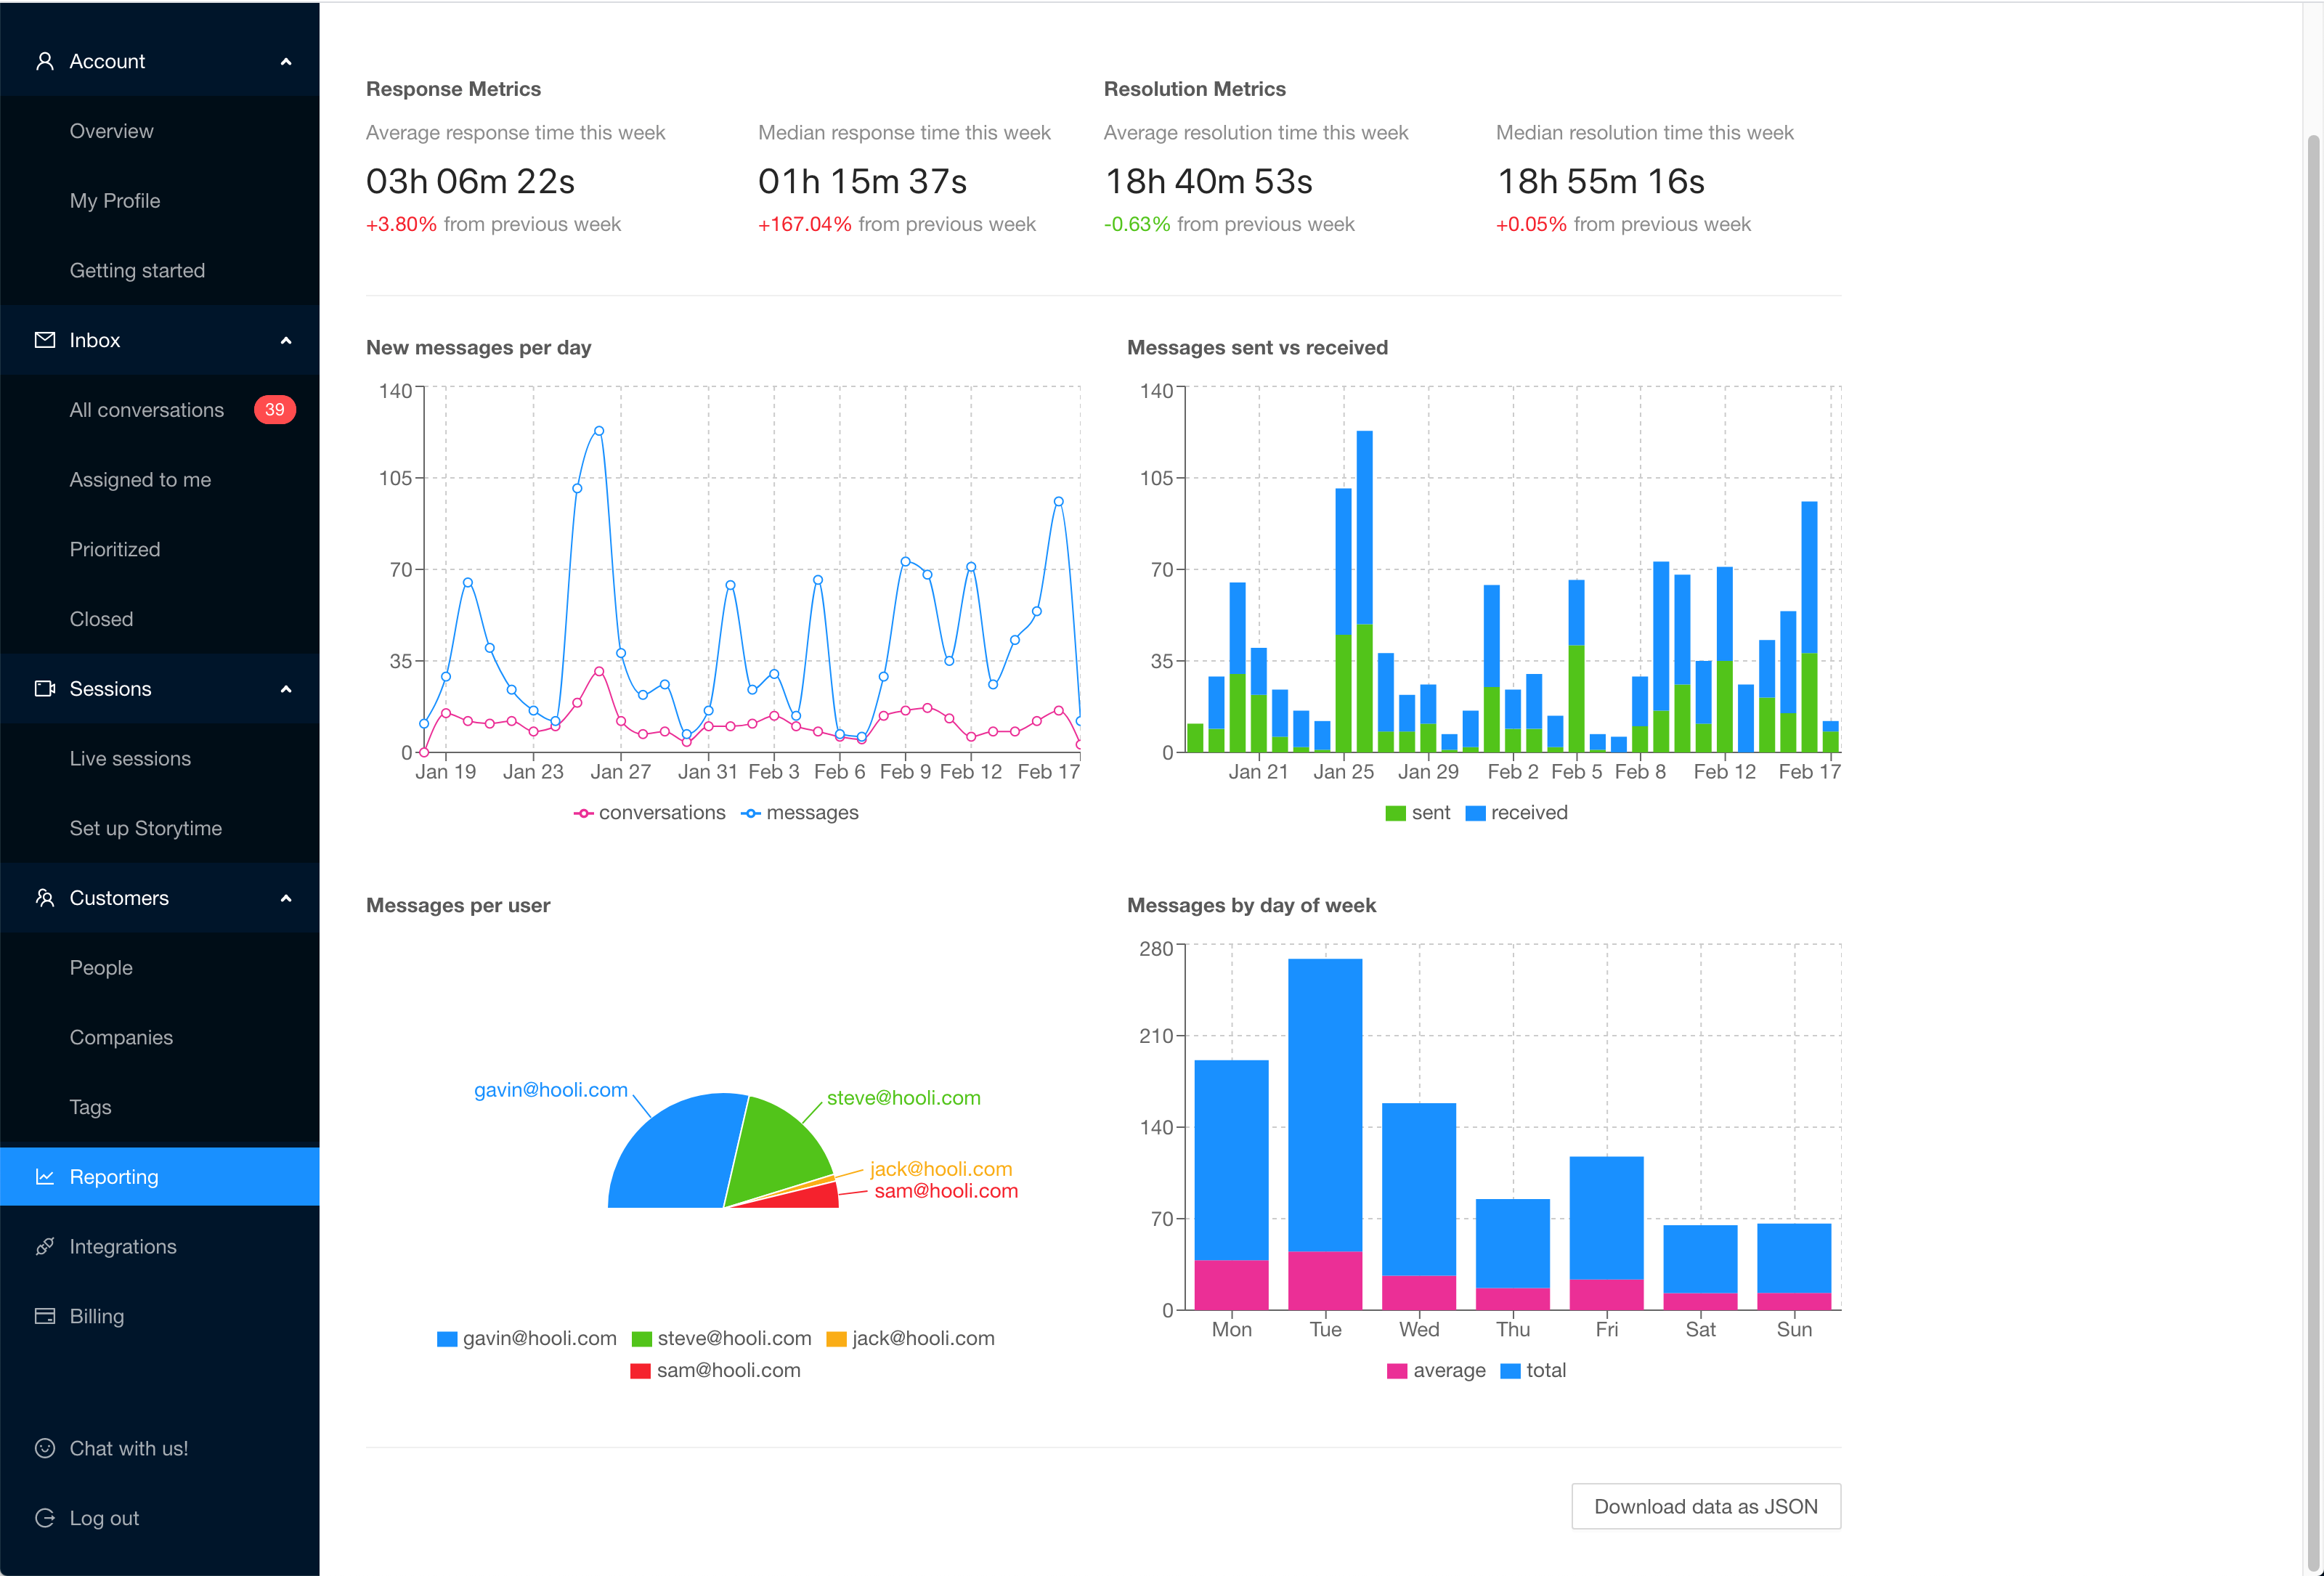 Account
Overview
My Profile
Getting started
Inbox
All conversations 39
Assigned to me
Prioritized
Closed
Sessions
Live sessions
Set up Storytime
Customers
People
Companies
Tags
Reporting
Integrations
Billing
Chat with us!
Log out
Response Metrics
Average response time this week
03h 06m 22s
+3.80% from previous week
Median response time this week
01h 15m 37s
+167.04% from previous week
Resolution Metrics
Average resolution time this week
18h 40m 53s
-0.63% from previous week
Median resolution time this week
18h 55m 16s
+0.05% from previous week
New messages per day
140
105
70
35
0
Jan 19 Jan 23 Jan 27 Jan 31 Feb 3 Feb 6 Feb 9 Feb 12 Feb 17
conversations messages
Messages sent vs received
140
105
70
35
0
Jan 21 Jan 25 Jan 29 Feb 2 Feb 5 Feb 8 Feb 12 Feb 17
sent received
Messages per user
gavin@hooli.com
steve@hooli.com
jack@hooli.com
sam@hooli.com
gavin@hooli.com steve@hooli.com jack@hooli.com
sam@hooli.com
Messages by day of week
280
210
140
70
0
Mon Tue Wed Thu Fri Sat Sun
average total
Download data as JSON